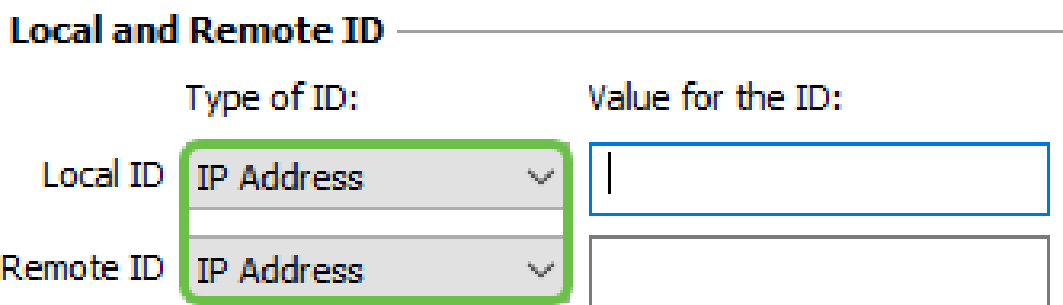 Local and Remote ID
Type of ID: Value for the ID:
Local ID IP Address
Remote ID IP Address